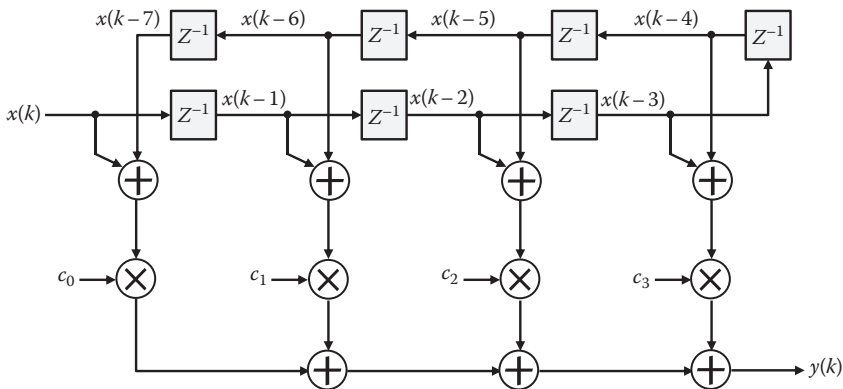 x(k−7) Z⁻¹ x(k−6) Z⁻¹ x(k−5) Z⁻¹ x(k−4) Z⁻¹
x(k) Z⁻¹ x(k−1) Z⁻¹ x(k−2) Z⁻¹ x(k−3)
c₀ c₁ c₂ c₃
y(k)